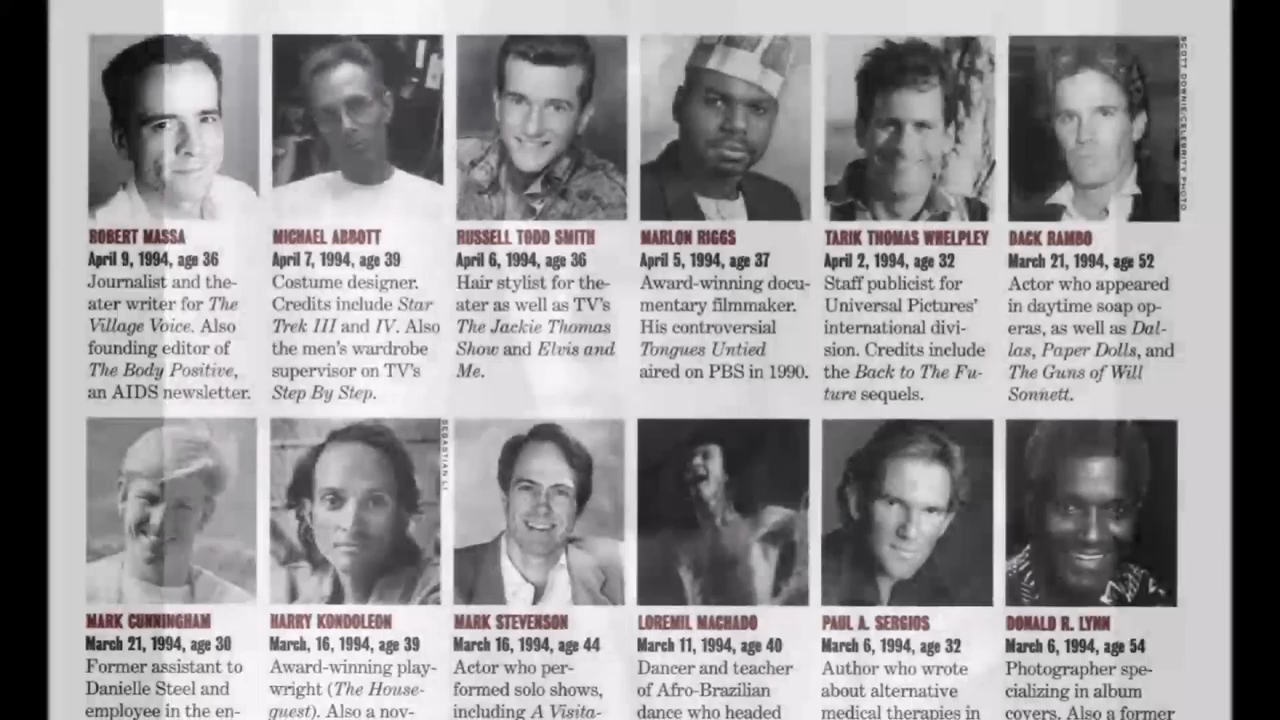 ROBERT MASSA
April 9, 1994, age 36
Journalist and the-
ater writer for The
Village Voice. Also
founding editor of
The Body Positive,
an AIDS newsletter.
MICHAEL ABBOTT
April 7, 1994, age 39
Costume designer.
Credits include Star
Trek III and IV. Also
the men's wardrobe
supervisor on TV's
Step By Step.
RUSSELL TODD SMITH
April 6, 1994, age 36
Hair stylist for the-
ater as well as TV's
The Jackie Thomas
Show and Elvis and
Me.
MARLON RIGGS
April 5, 1994, age 37
Award-winning docu-
mentary filmmaker.
His controversial
Tongues Untied
aired on PBS in 1990.
TARIK THOMAS WHELPLEY
April 2, 1994, age 32
Staff publicist for
Universal Pictures'
international divi-
sion. Credits include
the Back to The Fu-
ture sequels.
DACK RAMBO
March 21, 1994, age 52
Actor who appeared
in daytime soap op-
eras, as well as Dal-
las, Paper Dolls, and
The Guns of Will
Sonnett.
SCOTT DOWNIE/CELEBRITY PHOTO
MARK CUNNINGHAM
March 21, 1994, age 30
Former assistant to
Danielle Steel and
employee in the en-
HARRY KONDOLEON
March, 16, 1994, age 39
Award-winning play-
wright (The House-
guest). Also a nov-
SEBASTIAN LI
MARK STEVENSON
March 16, 1994, age 44
Actor who per-
formed solo shows,
including A Visita-
LOREMIL MACHADO
March 11, 1994, age 40
Dancer and teacher
of Afro-Brazilian
dance who headed
PAUL A. SERGIOS
March 6, 1994, age 32
Author who wrote
about alternative
medical therapies in
DONALD R. LYNN
March 6, 1994, age 54
Photographer spe-
cializing in album
covers. Also a former